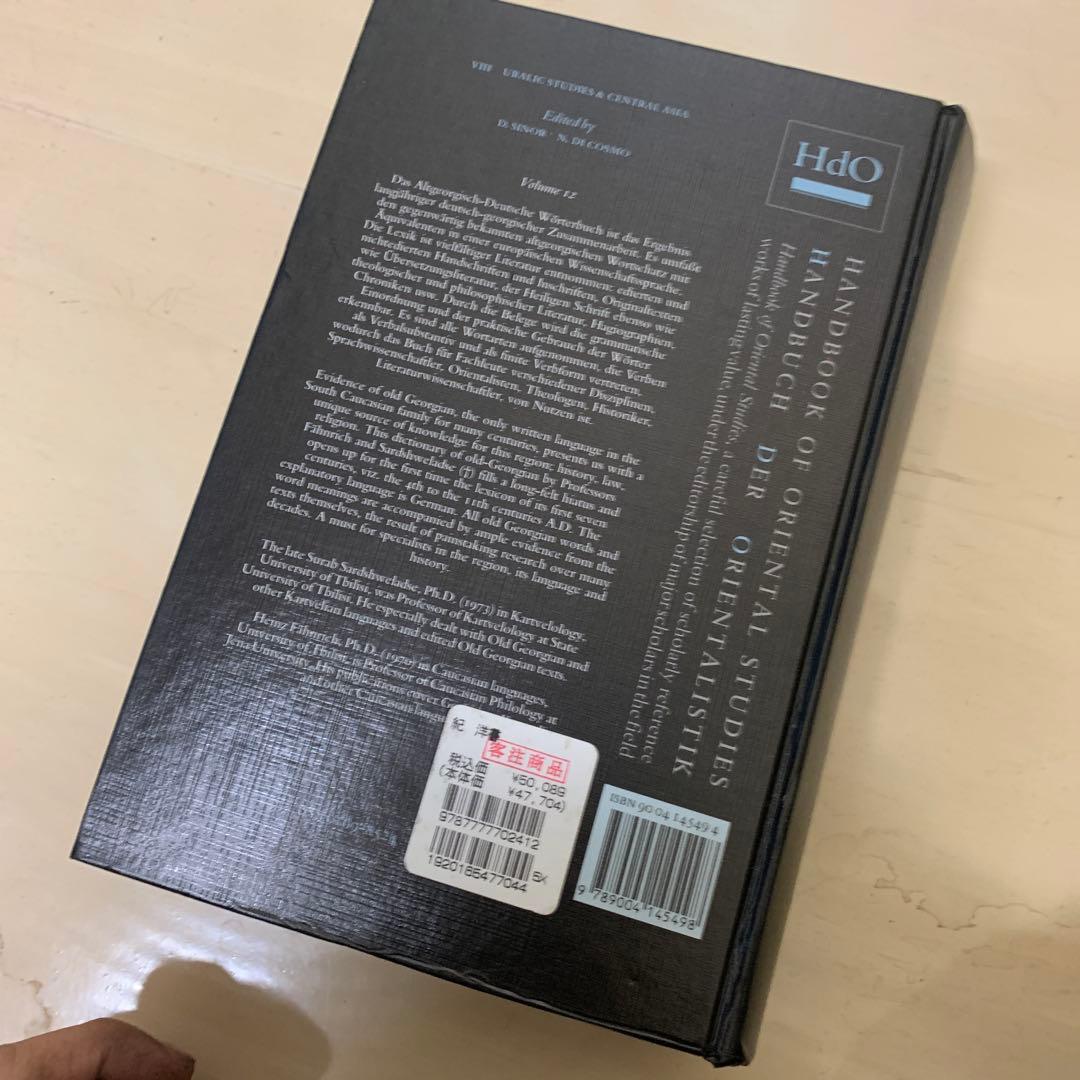 VIII URALIC STUDIES & CENTRAL ASIA
Edited by
D. SINOR · N. DI COSMO
Volume 12
Das Altgeorgisch-Deutsche Wörterbuch ist das Ergebnis
langjähriger deutsch-georgischer Zusammenarbeit. Es umfaßt
den gegenwärtig bekannten altgeorgischen Wortschatz mit
Äquivalenten in einer europäischen Wissenschaftssprache.
Die Lexik ist vielfältiger Literatur entnommen: edierten und
nichtedierten Handschriften und Inschriften, Originaltexten
wie Übersetzungsliteratur, der Heiligen Schrift ebenso wie
theologischer und philosophischer Literatur, Hagiographien,
Chroniken usw. Durch die Belege wird die grammatische
Einordnung und der praktische Gebrauch der Wörter
erkennbar. Es sind alle Wortarten aufgenommen, die Verben
als Verbalsubstantiv und als finite Verbform vertreten,
wodurch das Buch für Fachleute verschiedener Disziplinen,
Sprachwissenschaftler, Orientalisten, Theologen, Historiker,
Literaturwissenschaftler, von Nutzen ist.
Evidence of old Georgian, the only written language in the
South Caucasian family for many centuries, presents us with a
unique source of knowledge for this region; history, law,
religion. This dictionary of old-Georgian by Professors
Fähnrich and Sardshweladse (†) fills a long-felt hiatus and
opens up for the first time the lexicon of its first seven
centuries, viz. the 4th to the 11th centuries A.D. The
explanatory language is German. All old Georgian words and
word meanings are accompanied by ample evidence from the
texts themselves, the result of painstaking research over many
decades. A must for specialists in the region, its language and
history.
The late Surab Sardshweladse, Ph.D. (1973) in Kartvelology,
University of Tbilisi, was Professor of Kartvelology at State
University of Tbilisi. He especially dealt with Old Georgian and
other Kartvelian languages and edited Old Georgian texts.
Heinz Fähnrich, Ph.D. (1970) in Caucasian languages,
University of Tbilisi, is Professor of Caucasian Philology at
Jena University. His publications cover
and other Caucasian
HdO
HANDBOOK OF ORIENTAL STUDIES
HANDBUCH DER ORIENTALISTIK
Handbook of Oriental Studies: a careful selection of scholarly reference
works of lasting value, under the editorship of major scholars in the field
紀 洋書
客注商品
税込価 ¥50,089
(本体価 ¥47,704)
9787777702412
1920185477044 5X
ISBN 90 04 14549 4
9 789004 145498